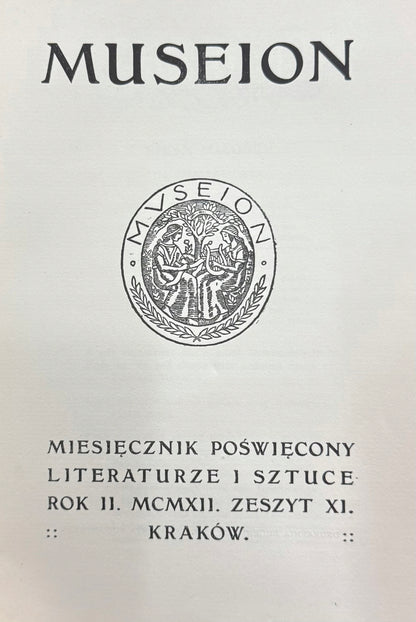 MUSEION
MVSEION
MIESIĘCZNIK POŚWIĘCONY
LITERATURZE I SZTUCE
ROK II. MCMXII. ZESZYT XI.
:: KRAKÓW. ::